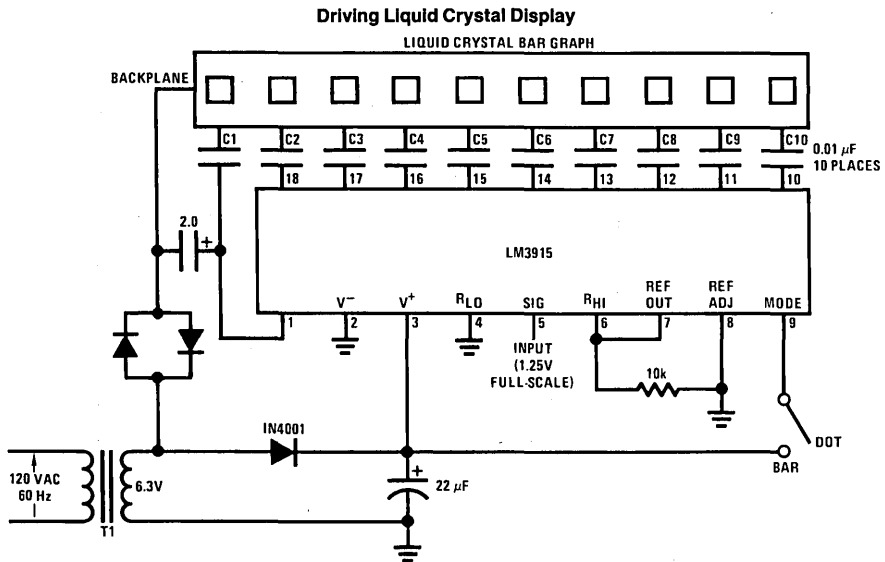 Driving Liquid Crystal Display
LIQUID CRYSTAL BAR GRAPH
BACKPLANE
C1 C2 C3 C4 C5 C6 C7 C8 C9 C10
0.01 μF
10 PLACES
18 17 16 15 14 13 12 11 10
2.0
+
LM3915
V– V+ RLO SIG RHI REF OUT REF ADJ MODE
1 2 3 4 5 6 7 8 9
INPUT
(1.25V
FULL-SCALE)
10k
IN4001
DOT
BAR
120 VAC
60 Hz
6.3V
+
22 μF
T1